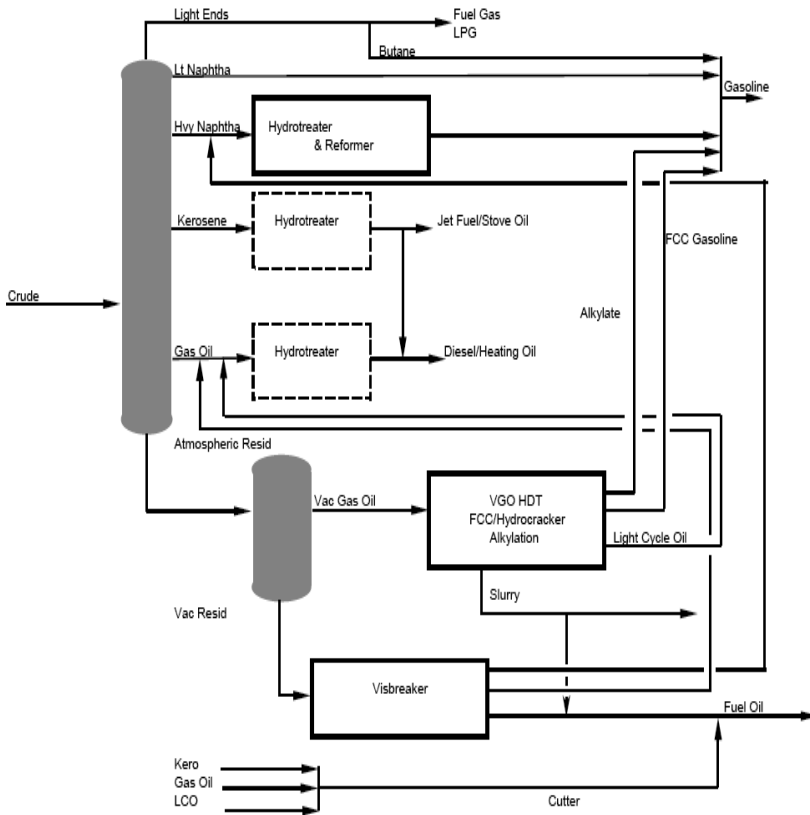 Light Ends
Fuel Gas
LPG
Butane
Lt Naphtha
Gasoline
Hvy Naphtha
Hydrotreater
& Reformer
Kerosene
Hydrotreater
Jet Fuel/Stove Oil
FCC Gasoline
Crude
Alkylate
Gas Oil
Hydrotreater
Diesel/Heating Oil
Atmospheric Resid
Vac Gas Oil
VGO HDT
FCC/Hydrocracker
Alkylation
Light Cycle Oil
Slurry
Vac Resid
Visbreaker
Fuel Oil
Kero
Gas Oil
LCO
Cutter